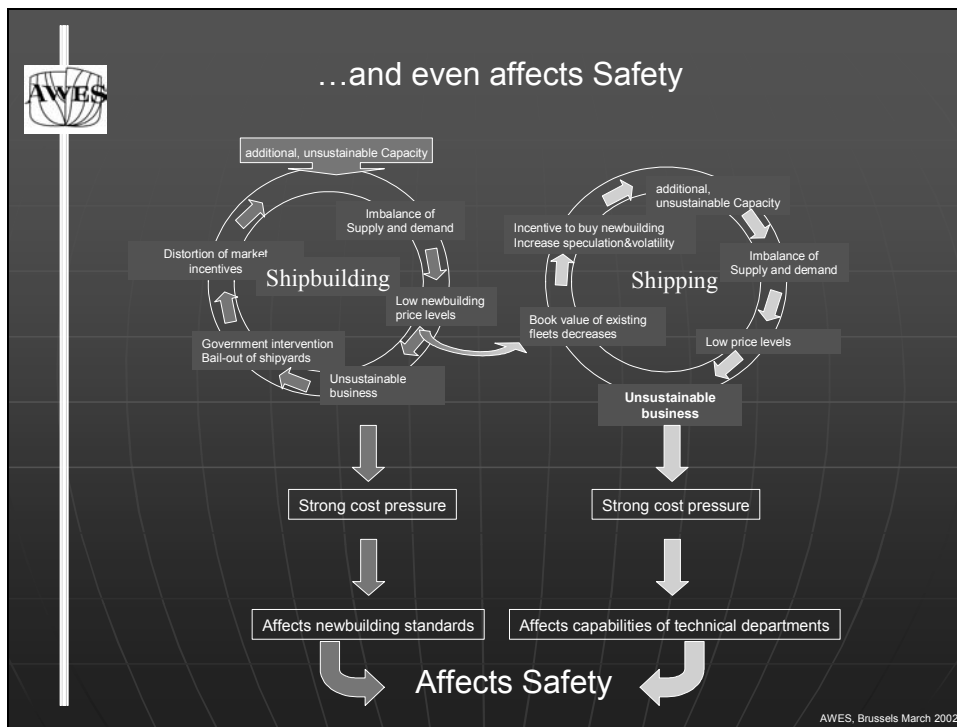 …and even affects Safety
AWES
additional, unsustainable Capacity
Imbalance of
Supply and demand
Distortion of market
incentives
Shipbuilding
Low newbuilding
price levels
Government intervention
Bail-out of shipyards
Unsustainable
business
additional,
unsustainable Capacity
Incentive to buy newbuilding
Increase speculation&volatility
Imbalance of
Supply and demand
Shipping
Book value of existing
fleets decreases
Low price levels
Unsustainable
business
Strong cost pressure
Strong cost pressure
Affects newbuilding standards
Affects capabilities of technical departments
Affects Safety
AWES, Brussels March 2002